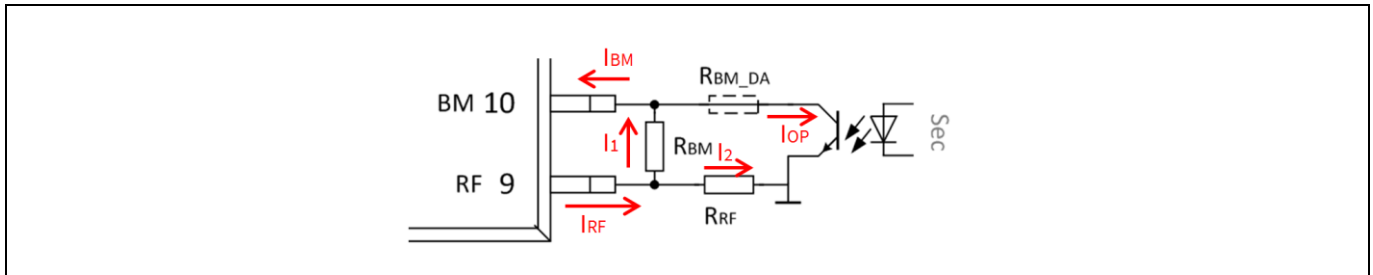 IBM
BM 10
RBM_DA
IOP
Sec
I1
RBM
I2
RF 9
IRF
RRF